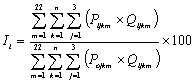 I_t = \frac{\sum_{m=1}^{22} \sum_{k=1}^{n} \sum_{j=1}^{3} (P_{ijkm} \times Q_{ijkm})}{\sum_{m=1}^{22} \sum_{k=1}^{n} \sum_{j=1}^{3} (P_{ojkm} \times Q_{ojkm})} \times 100